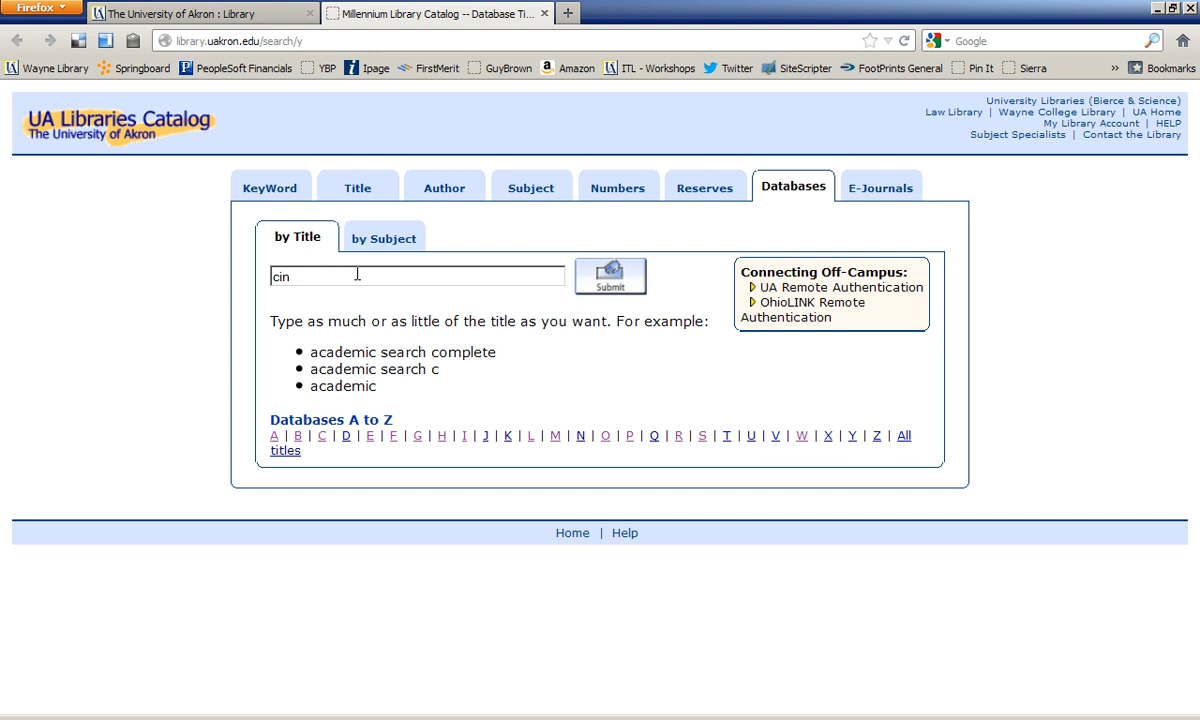 Firefox
The University of Akron : Library
Millennium Library Catalog -- Database Ti...
library.uakron.edu/search/y
Google
Wayne Library Springboard PeopleSoft Financials YBP Ipage FirstMerit GuyBrown Amazon ITL - Workshops Twitter SiteScripter FootPrints General Pin It Sierra » Bookmarks
UA Libraries Catalog
The University of Akron
University Libraries (Bierce & Science)
Law Library | Wayne College Library | UA Home
My Library Account | HELP
Subject Specialists | Contact the Library
KeyWord Title Author Subject Numbers Reserves Databases E-Journals
by Title by Subject
cin
Submit
Connecting Off-Campus:
UA Remote Authentication
OhioLINK Remote
Authentication
Type as much or as little of the title as you want. For example:
academic search complete
academic search c
academic
Databases A to Z
A | B | C | D | E | F | G | H | I | J | K | L | M | N | O | P | Q | R | S | T | U | V | W | X | Y | Z | All
titles
Home | Help